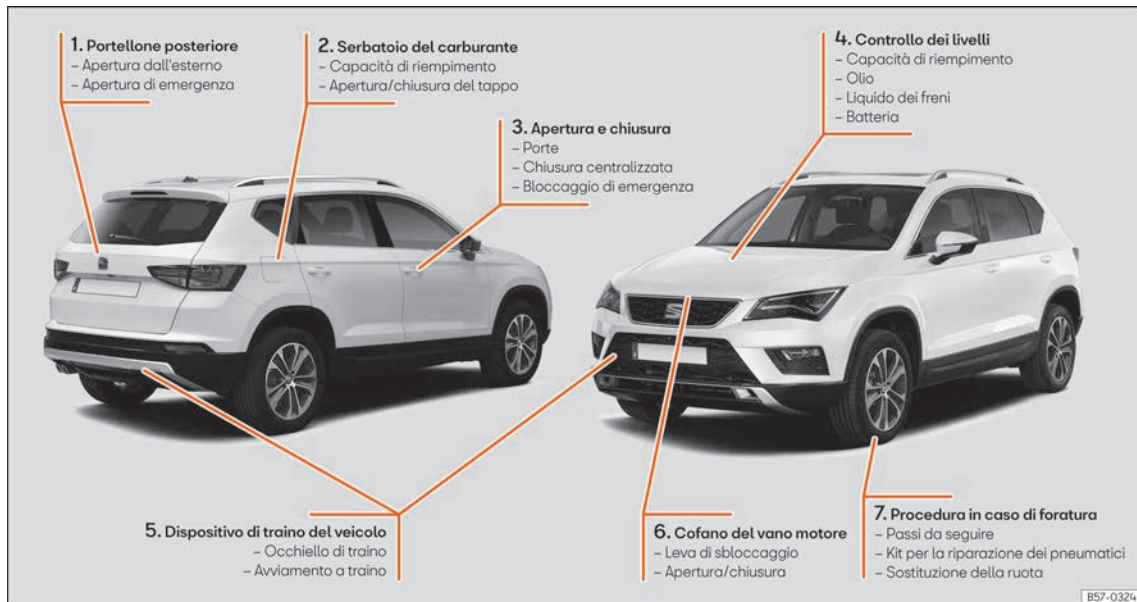 1. Portellone posteriore
– Apertura dall'esterno
– Apertura di emergenza
2. Serbatoio del carburante
– Capacità di riempimento
– Apertura/chiusura del tappo
3. Apertura e chiusura
– Porte
– Chiusura centralizzata
– Bloccaggio di emergenza
4. Controllo dei livelli
– Capacità di riempimento
– Olio
– Liquido dei freni
– Batteria
5. Dispositivo di traino del veicolo
– Occhiello di traino
– Avviamento a traino
6. Cofano del vano motore
– Leva di sbloccaggio
– Apertura/chiusura
7. Procedura in caso di foratura
– Passi da seguire
– Kit per la riparazione dei pneumatici
– Sostituzione della ruota
B57-0324